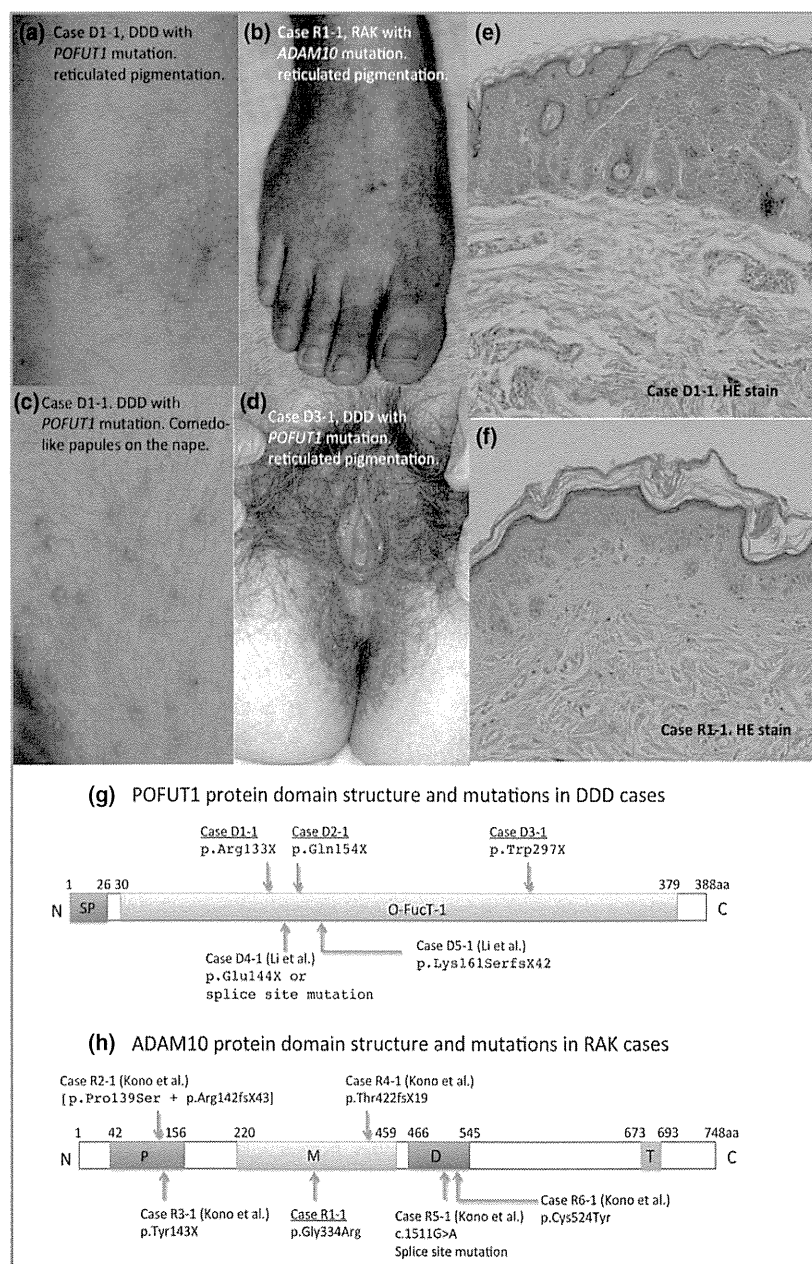 (a) Case D1-1, DDD with
POFUT1 mutation.
reticulated pigmentation.
(b) Case R1-1, RAK with
ADAM10 mutation.
reticulated pigmentation.
(c) Case D1-1. DDD with
POFUT1 mutation. Comedo-
like papules on the nape.
(d) Case D3-1, DDD with
POFUT1 mutation.
reticulated pigmentation.
(e)
Case D1-1. HE stain
(f)
Case R1-1. HE stain
(g) POFUT1 protein domain structure and mutations in DDD cases
Case D1-1
p.Arg133X
Case D2-1
p.Gln154X
Case D3-1
p.Trp297X
1 26 30 379 388aa
N SP O-FucT-1 C
Case D4-1 (Li et al.)
p.Glu144X or
splice site mutation
Case D5-1 (Li et al.)
p.Lys161SerfsX42
(h) ADAM10 protein domain structure and mutations in RAK cases
Case R2-1 (Kono et al.)
[p.Pro139Ser + p.Arg142fsX43]
Case R4-1 (Kono et al.)
p.Thr422fsX19
1 42 156 220 459 466 545 673 693 748aa
N P M D T C
Case R3-1 (Kono et al.)
p.Tyr143X
Case R1-1
p.Gly334Arg
Case R5-1 (Kono et al.)
c.1511G>A
Splice site mutation
Case R6-1 (Kono et al.)
p.Cys524Tyr